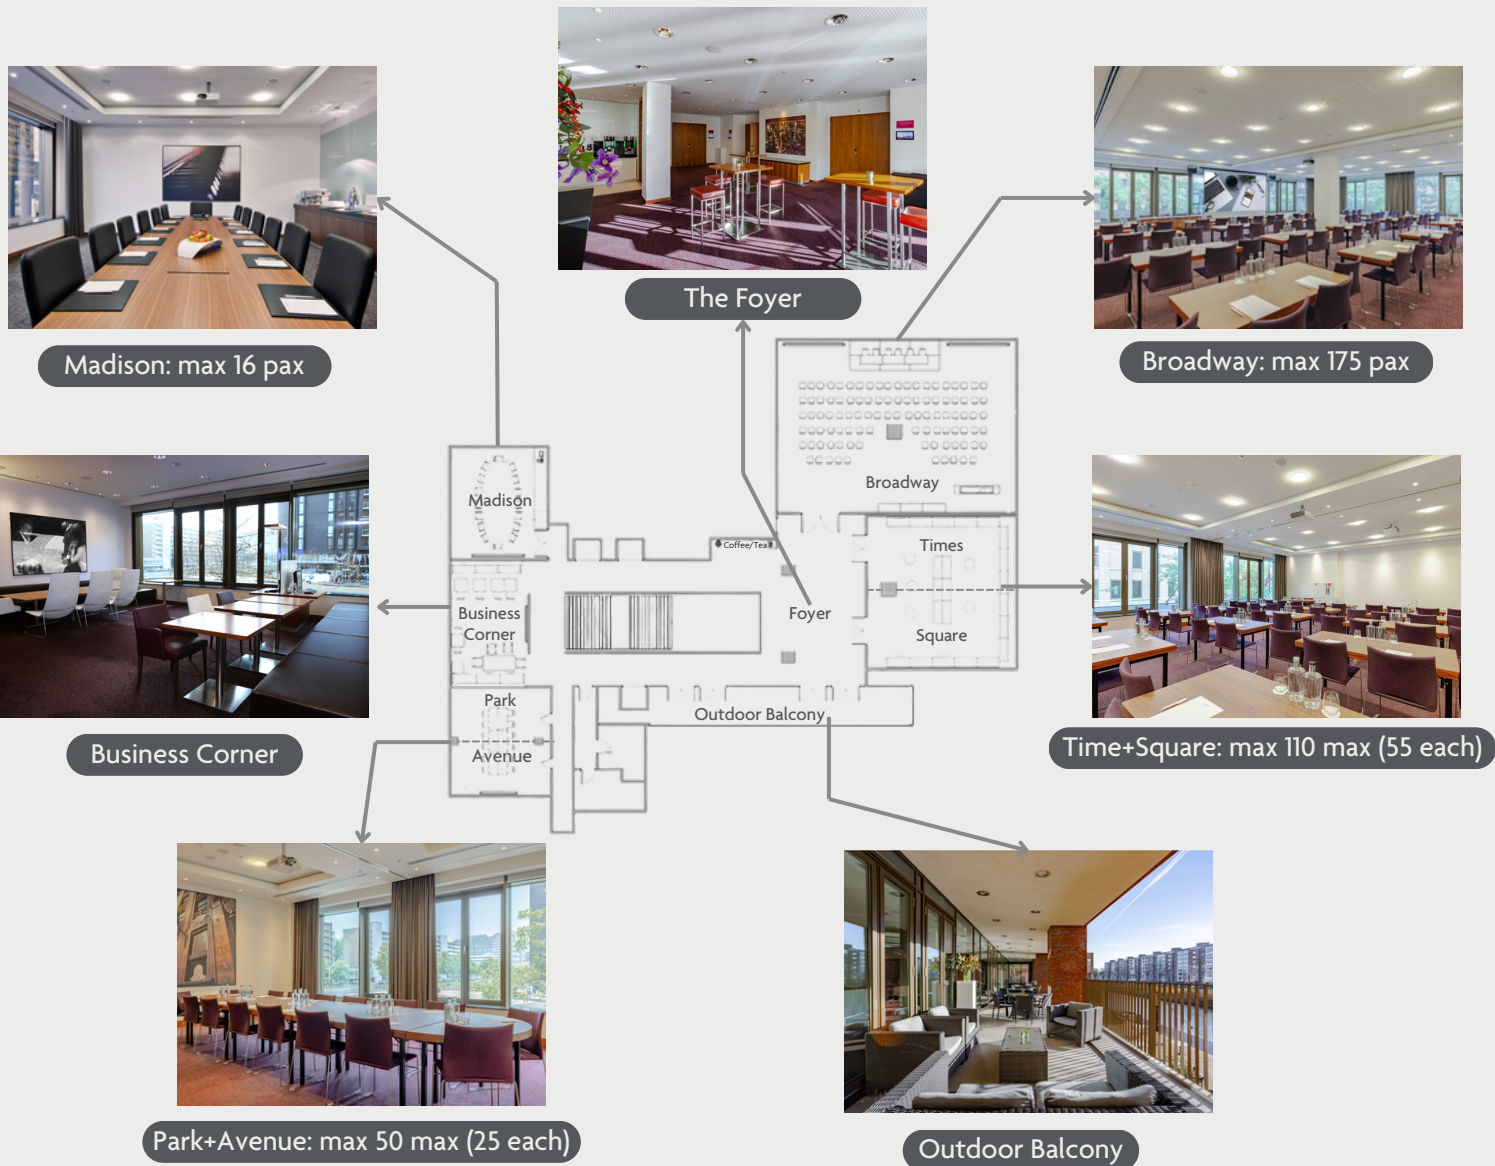 The Foyer
Madison: max 16 pax
Broadway: max 175 pax
Madison
Broadway
Coffee/Tea
Times
Business
Corner
Foyer
Square
Park
Outdoor Balcony
Avenue
Business Corner
Time+Square: max 110 max (55 each)
Park+Avenue: max 50 max (25 each)
Outdoor Balcony